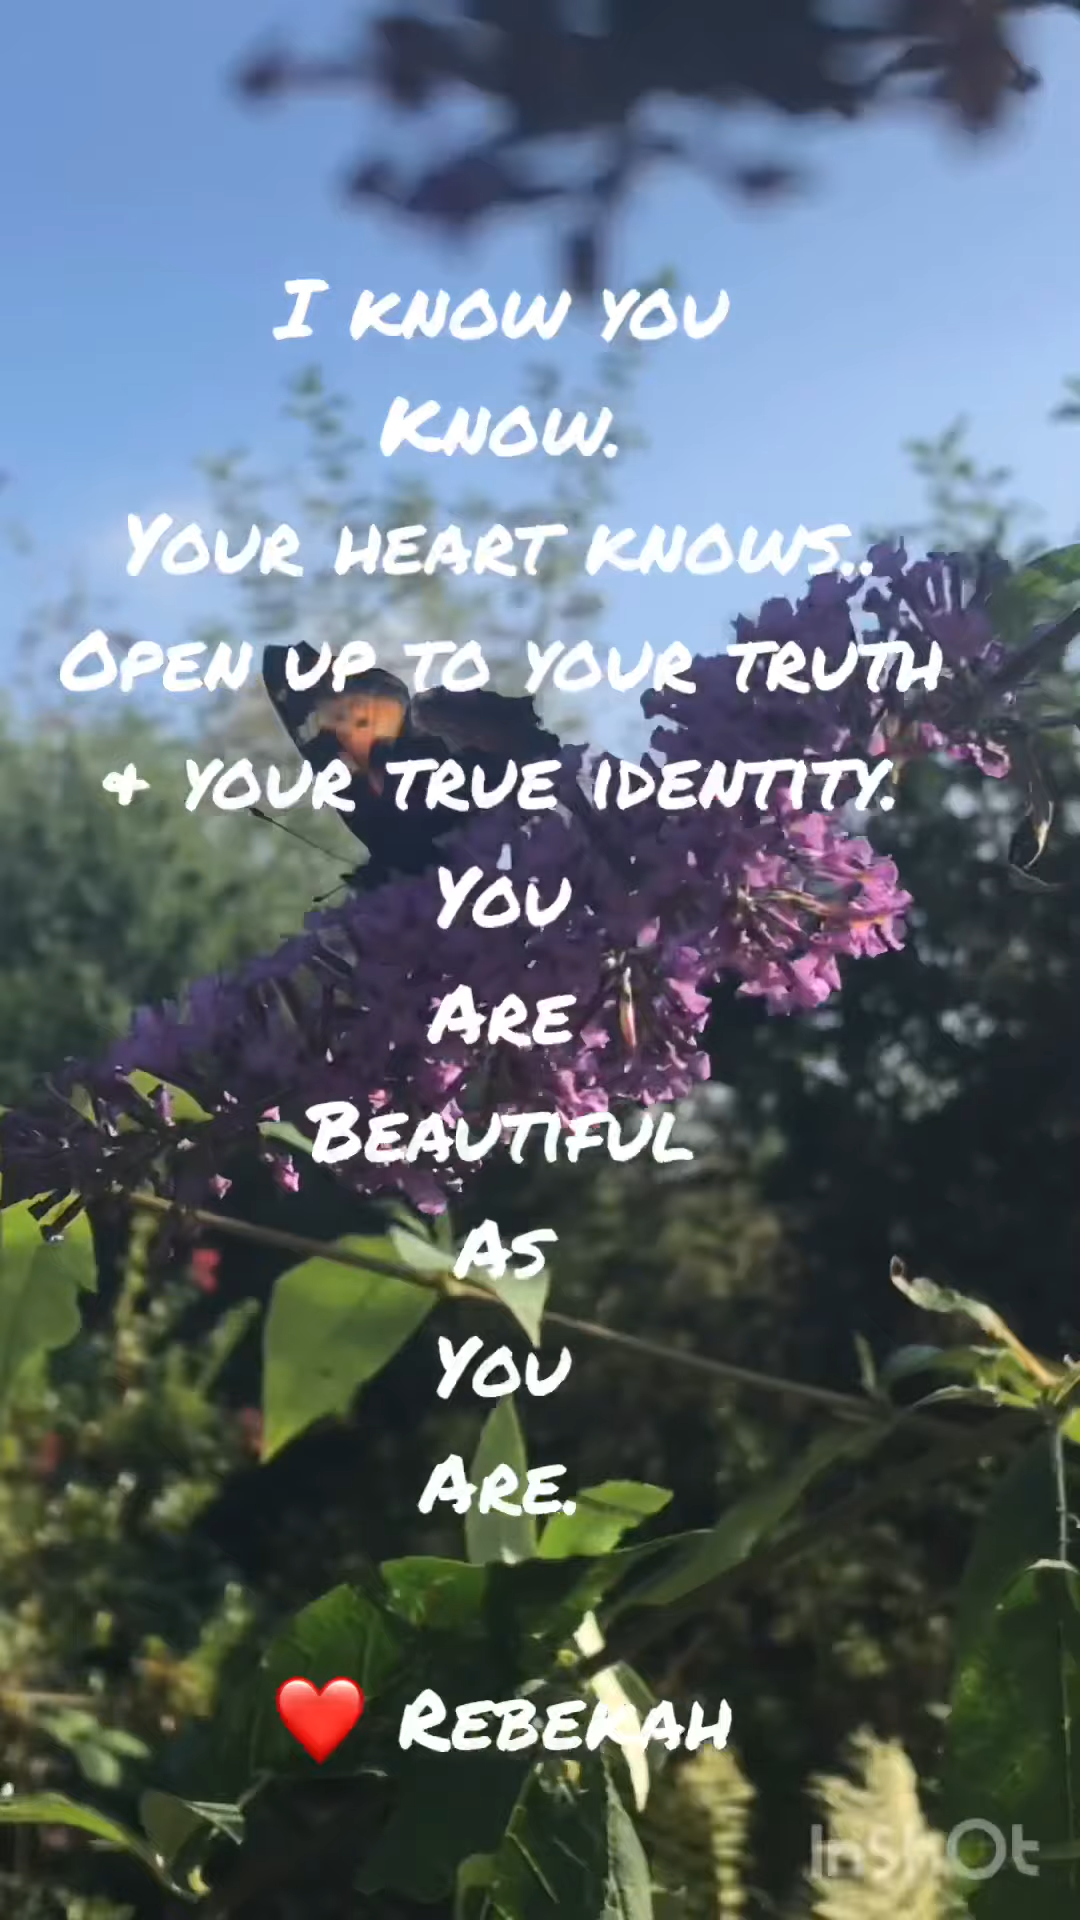 I know you
Know.
Your heart knows..
Open up to your truth
& your true identity.
You
Are
Beautiful
As
You
Are.
❤️ Rebekah
InShOt